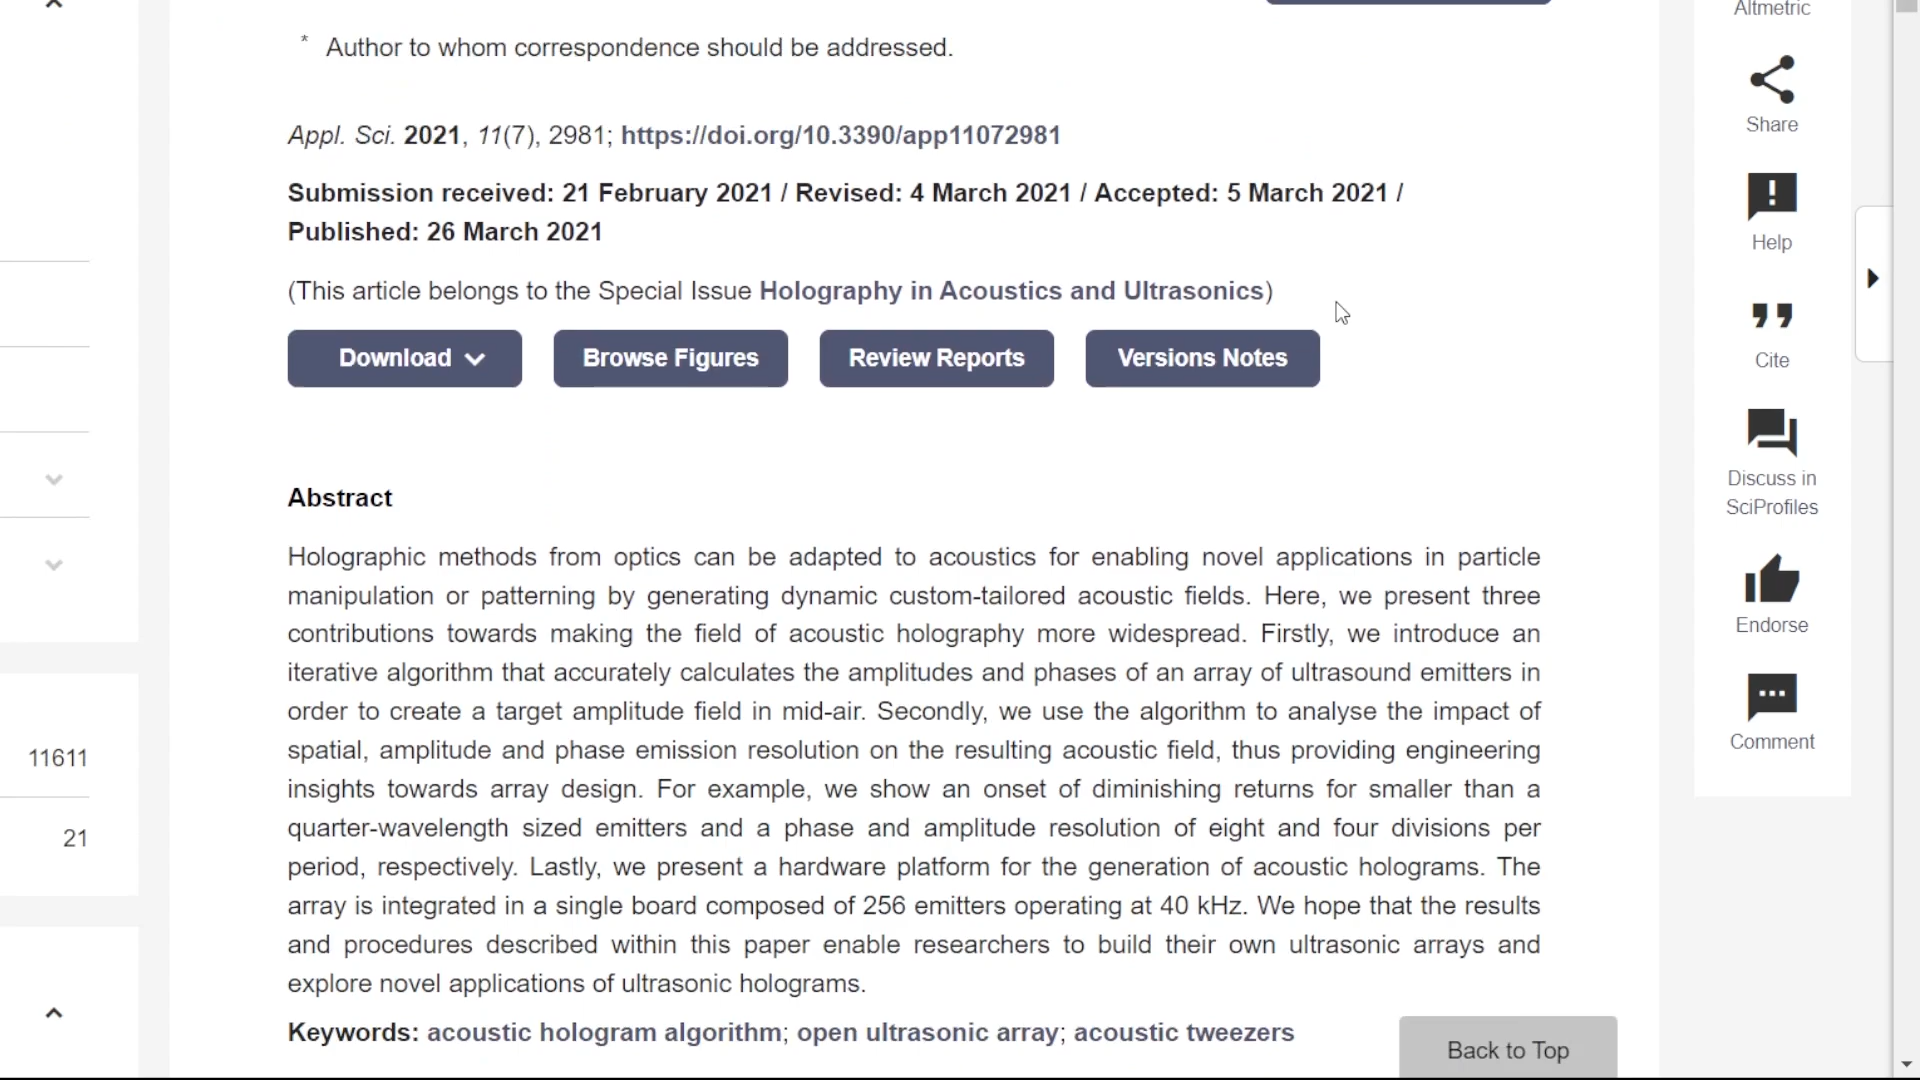 Altmetric
* Author to whom correspondence should be addressed.
Share
Appl. Sci. 2021, 11(7), 2981; https://doi.org/10.3390/app11072981
Submission received: 21 February 2021 / Revised: 4 March 2021 / Accepted: 5 March 2021 /
Published: 26 March 2021
Help
(This article belongs to the Special Issue Holography in Acoustics and Ultrasonics)
Download
Browse Figures
Review Reports
Versions Notes
Cite
Discuss in
SciProfiles
Abstract
Holographic methods from optics can be adapted to acoustics for enabling novel applications in particle
manipulation or patterning by generating dynamic custom-tailored acoustic fields. Here, we present three
contributions towards making the field of acoustic holography more widespread. Firstly, we introduce an
iterative algorithm that accurately calculates the amplitudes and phases of an array of ultrasound emitters in
order to create a target amplitude field in mid-air. Secondly, we use the algorithm to analyse the impact of
spatial, amplitude and phase emission resolution on the resulting acoustic field, thus providing engineering
insights towards array design. For example, we show an onset of diminishing returns for smaller than a
quarter-wavelength sized emitters and a phase and amplitude resolution of eight and four divisions per
period, respectively. Lastly, we present a hardware platform for the generation of acoustic holograms. The
array is integrated in a single board composed of 256 emitters operating at 40 kHz. We hope that the results
and procedures described within this paper enable researchers to build their own ultrasonic arrays and
explore novel applications of ultrasonic holograms.
Endorse
Comment
11611
21
Keywords: acoustic hologram algorithm; open ultrasonic array; acoustic tweezers
Back to Top